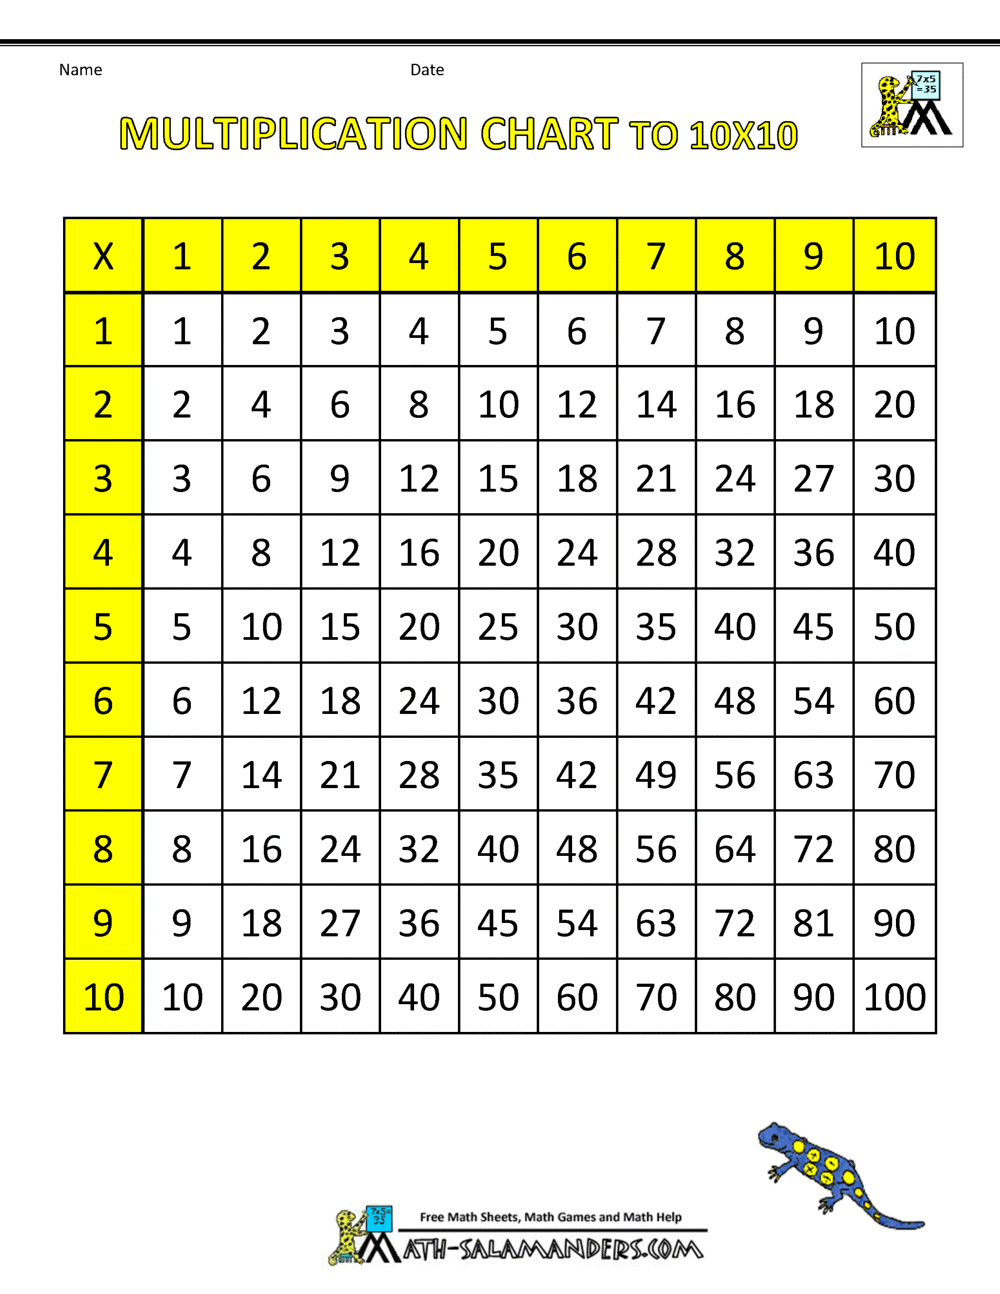 Name Date
7x5
=35
MULTIPLICATION CHART TO 10X10
X 1 2 3 4 5 6 7 8 9 10
1 1 2 3 4 5 6 7 8 9 10
2 2 4 6 8 10 12 14 16 18 20
3 3 6 9 12 15 18 21 24 27 30
4 4 8 12 16 20 24 28 32 36 40
5 5 10 15 20 25 30 35 40 45 50
6 6 12 18 24 30 36 42 48 54 60
7 7 14 21 28 35 42 49 56 63 70
8 8 16 24 32 40 48 56 64 72 80
9 9 18 27 36 45 54 63 72 81 90
10 10 20 30 40 50 60 70 80 90 100
7x5=
35
Free Math Sheets, Math Games and Math Help
MATH-SALAMANDERS.COM